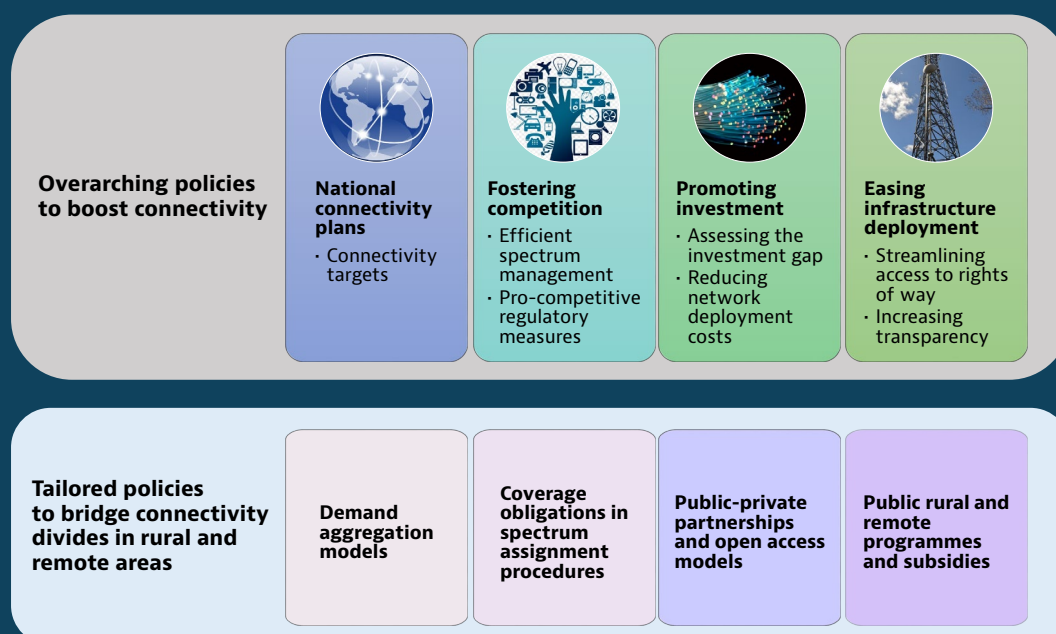 Overarching policies
to boost connectivity
National
connectivity
plans
· Connectivity
targets
Fostering
competition
· Efficient
spectrum
management
· Pro-competitive
regulatory
measures
Promoting
investment
· Assessing the
investment gap
· Reducing
network
deployment
costs
Easing
infrastructure
deployment
· Streamlining
access to rights
of way
· Increasing
transparency
Tailored policies
to bridge connectivity
divides in rural and
remote areas
Demand
aggregation
models
Coverage
obligations in
spectrum
assignment
procedures
Public-private
partnerships
and open access
models
Public rural and
remote
programmes
and subsidies